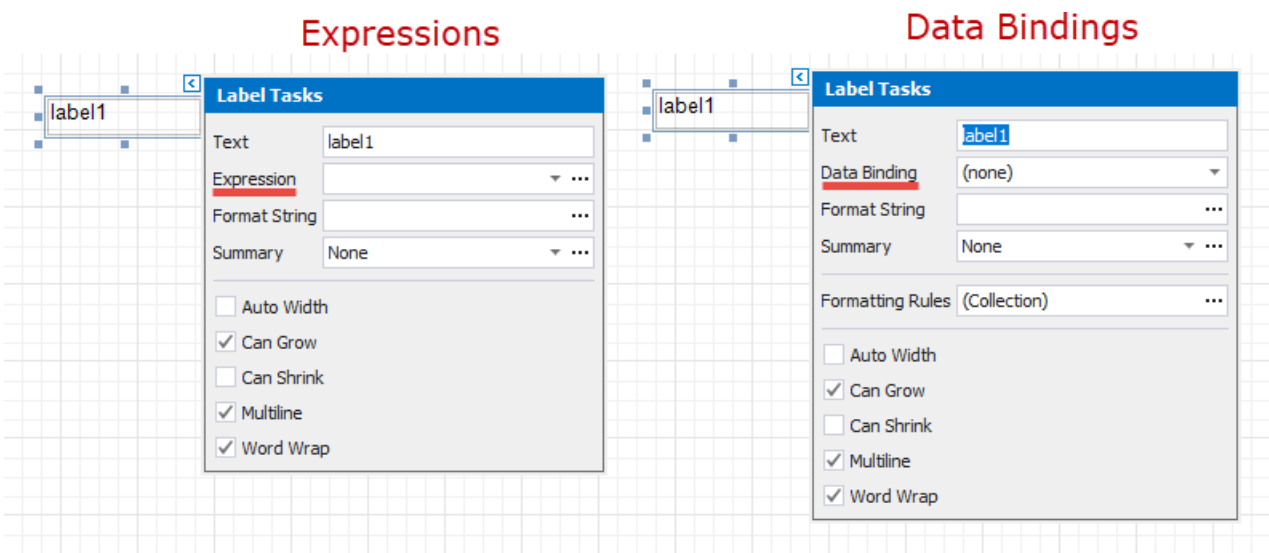 Expressions
label1
Label Tasks
Text label1
Expression
Format String
Summary None
Auto Width
Can Grow
Can Shrink
Multiline
Word Wrap
Data Bindings
label1
Label Tasks
Text label1
Data Binding (none)
Format String
Summary None
Formatting Rules (Collection)
Auto Width
Can Grow
Can Shrink
Multiline
Word Wrap